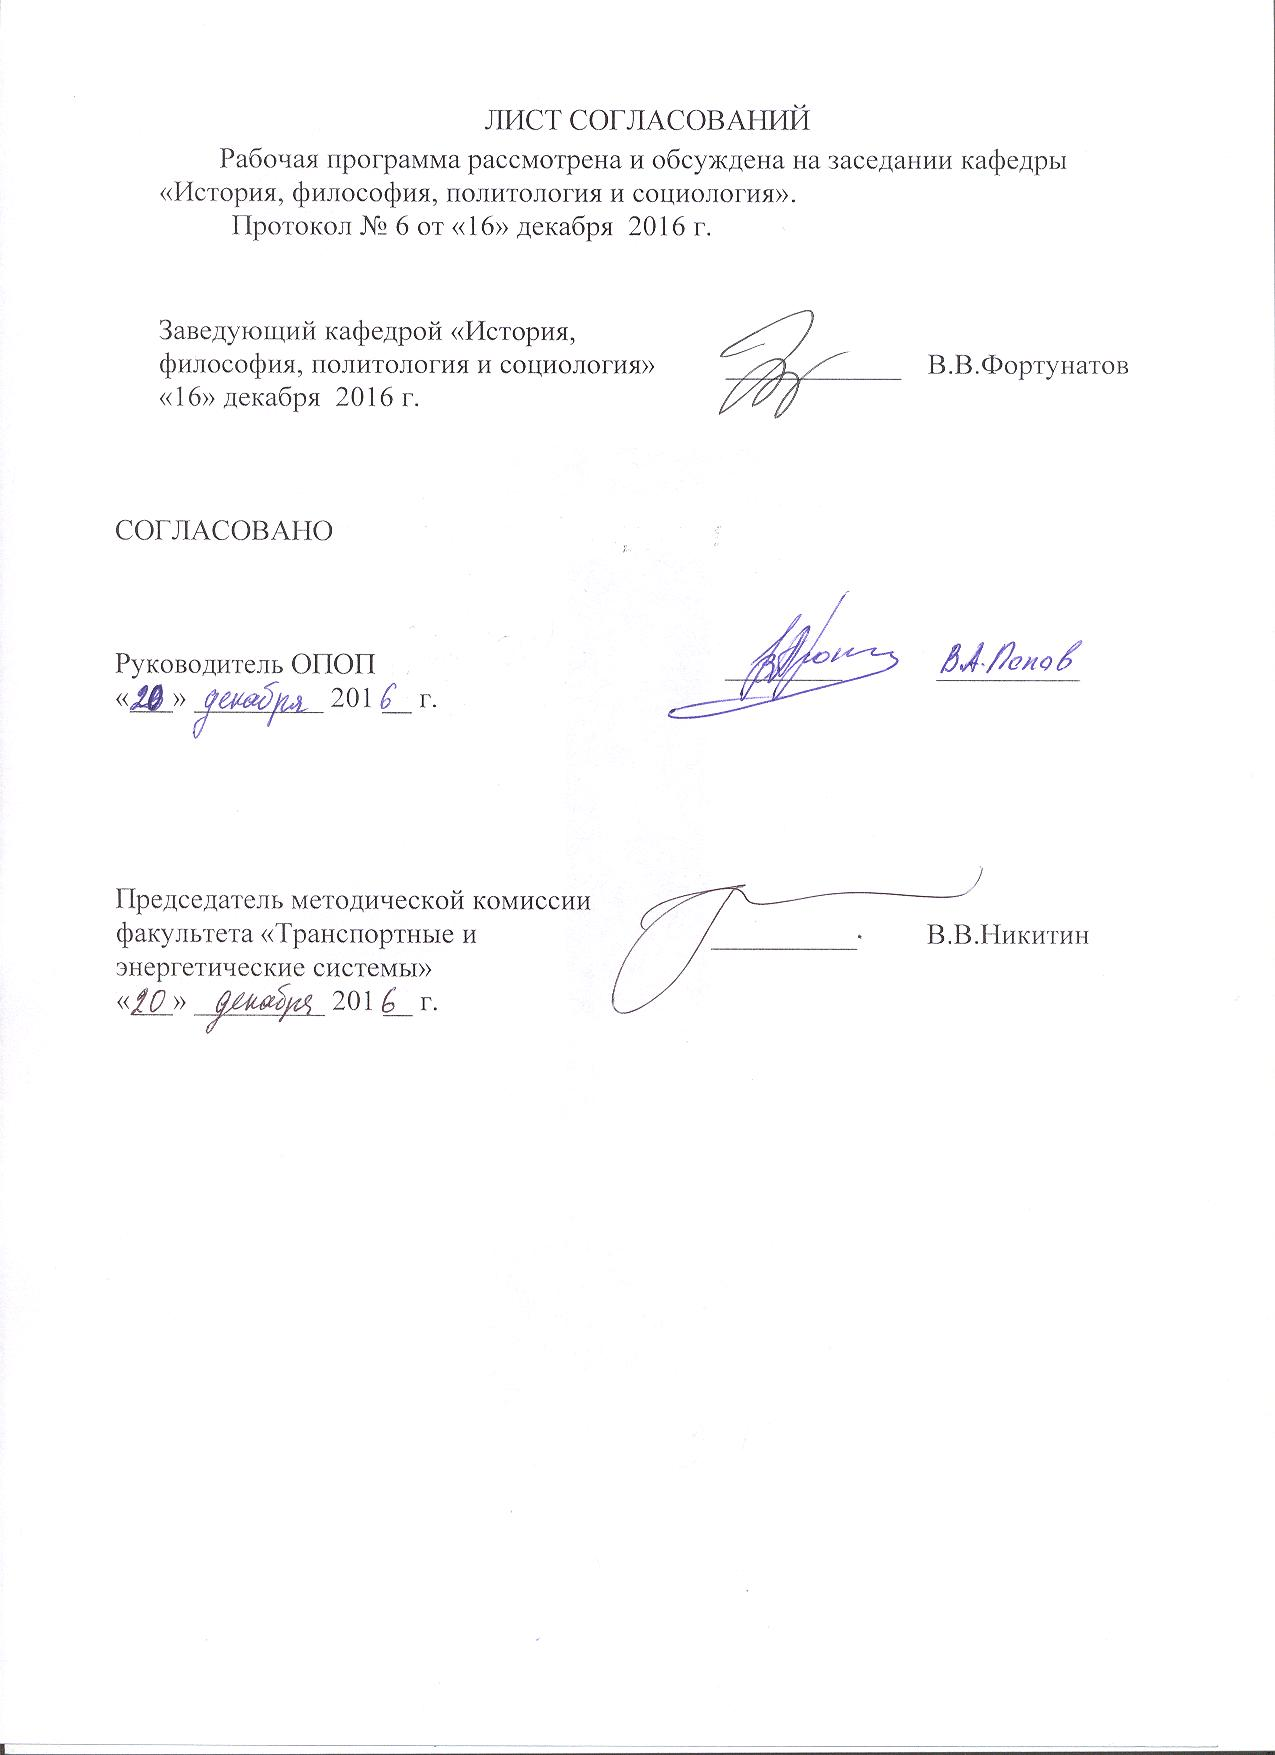 ЛИСТ СОГЛАСОВАНИЙ
Рабочая программа рассмотрена и обсуждена на заседании кафедры
«История, философия, политология и социология».
Протокол № 6 от «16» декабря 2016 г.
Заведующий кафедрой «История,
философия, политология и социология» В.В.Фортунатов
«16» декабря 2016 г.
СОГЛАСОВАНО
Руководитель ОПОП В.А.Попов
«20» декабря 2016 г.
Председатель методической комиссии
факультета «Транспортные и В.В.Никитин
энергетические системы»
«20» декабря 2016 г.